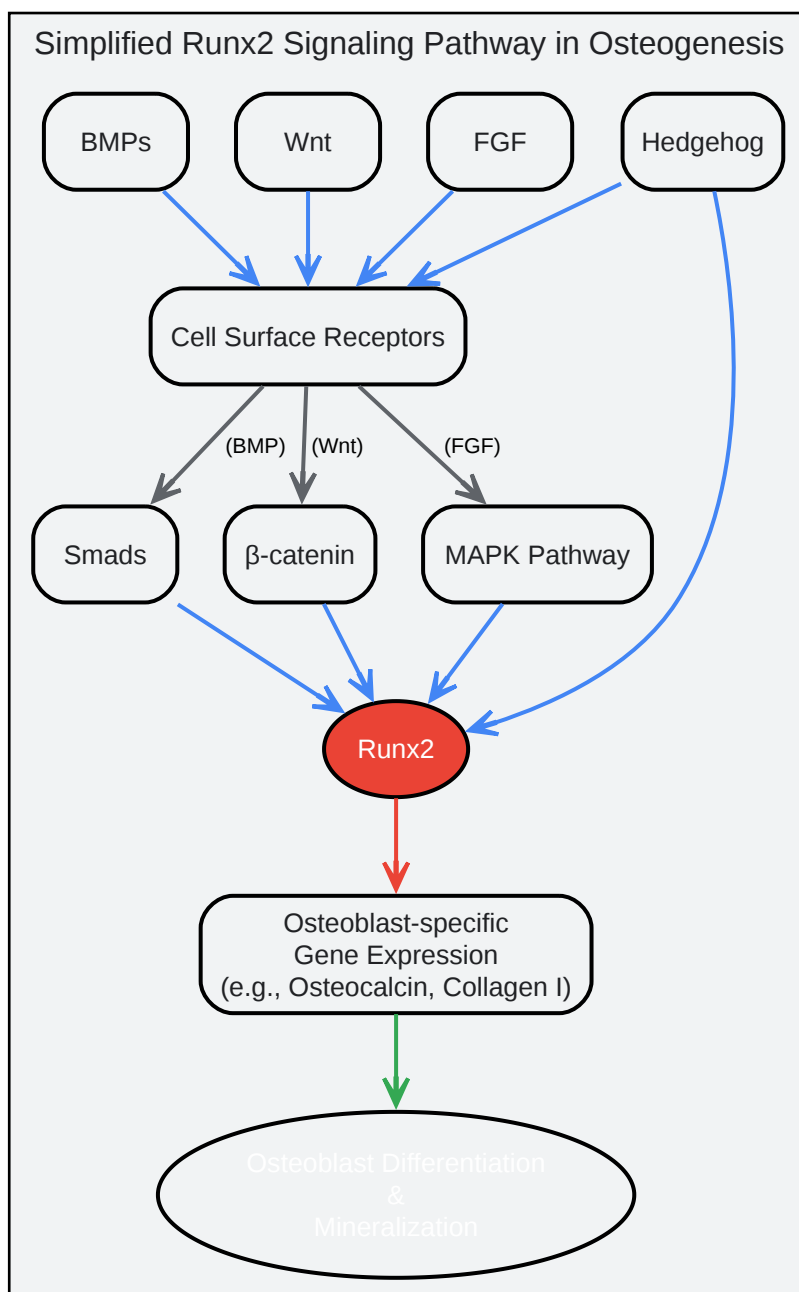 Simplified Runx2 Signaling Pathway in Osteogenesis
BMPs
Wnt
FGF
Hedgehog
Cell Surface Receptors
(BMP)
(Wnt)
(FGF)
Smads
β-catenin
MAPK Pathway
Runx2
Osteoblast-specific
Gene Expression
(e.g., Osteocalcin, Collagen I)
Osteoblast Differentiation
&
Mineralization